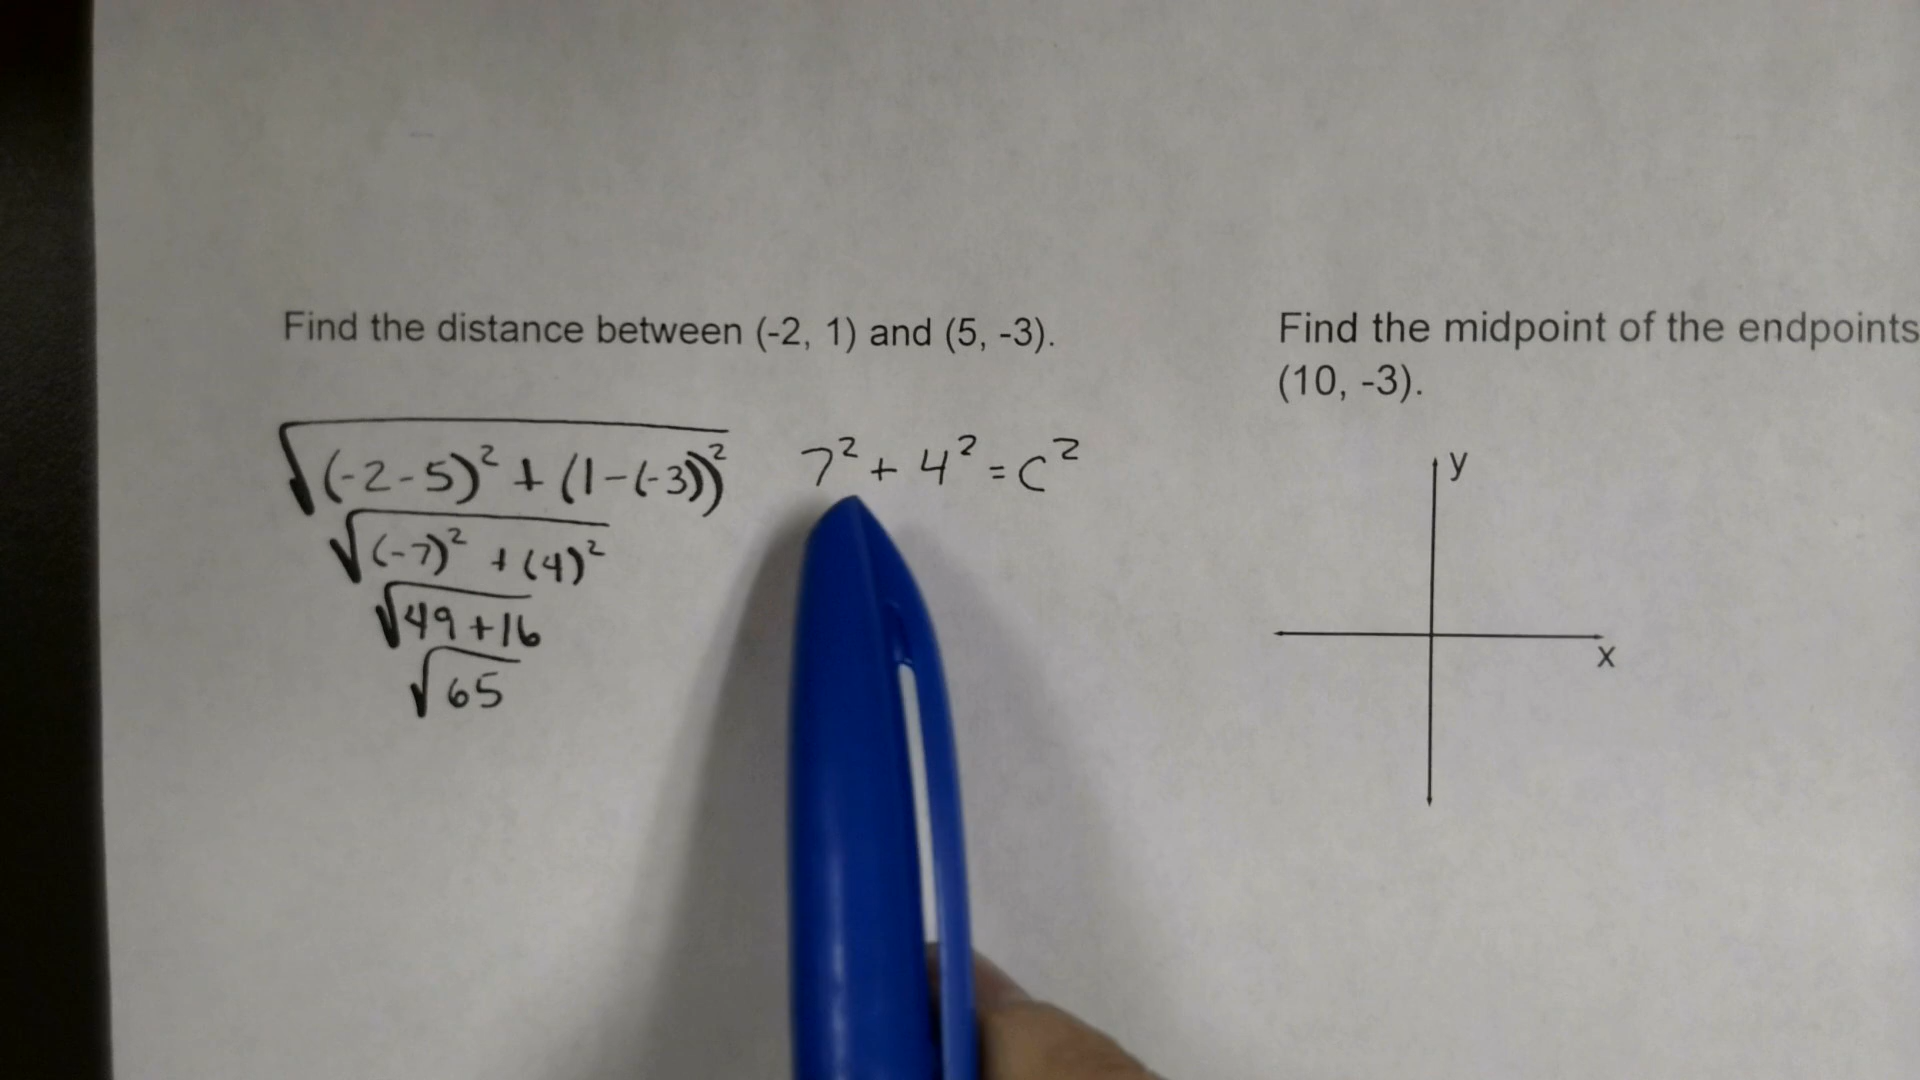 Find the distance between (-2, 1) and (5, -3).
√(-2-5)² + (1-(-3))²
√(-7)² + (4)²
√49+16
√65
7² + 4² = C²
Find the midpoint of the endpoints
(10, -3).
y
x